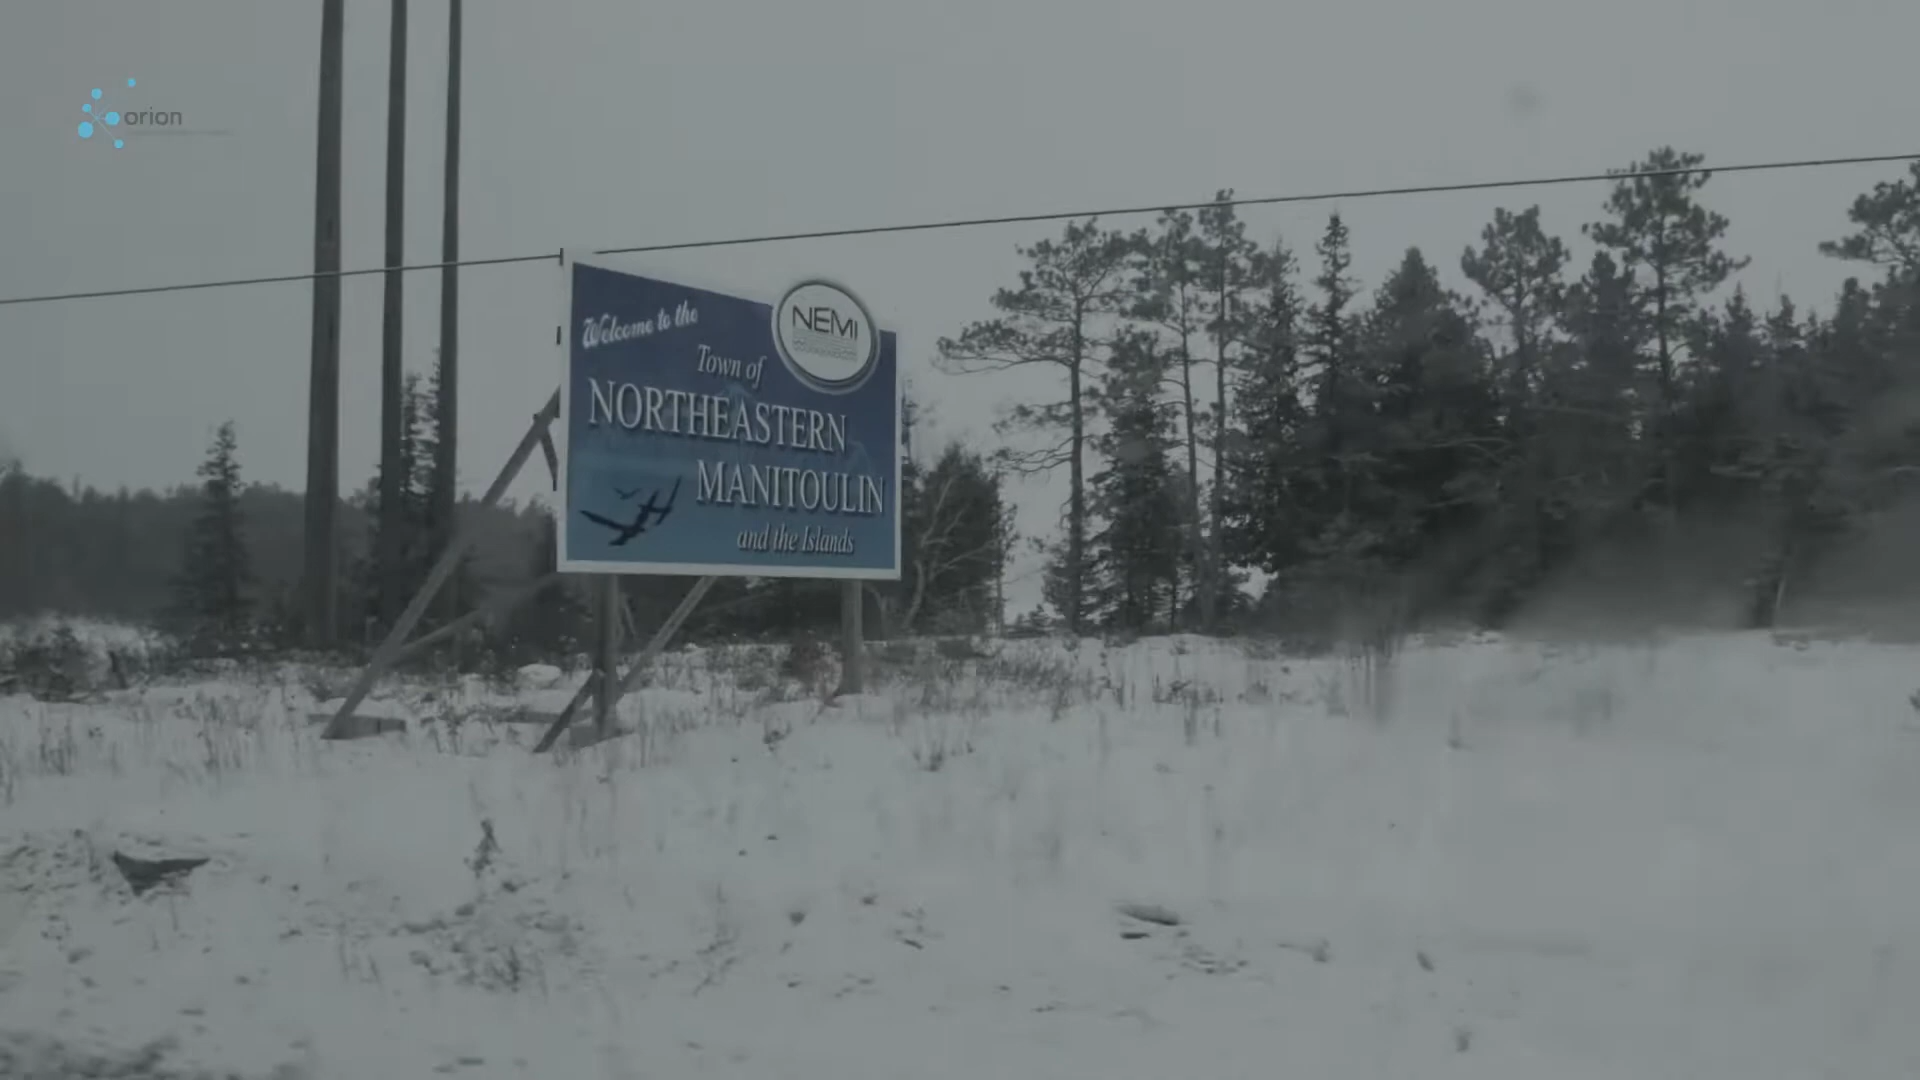 orion
Welcome to the
NEMI
Town of
NORTHEASTERN
MANITOULIN
and the Islands